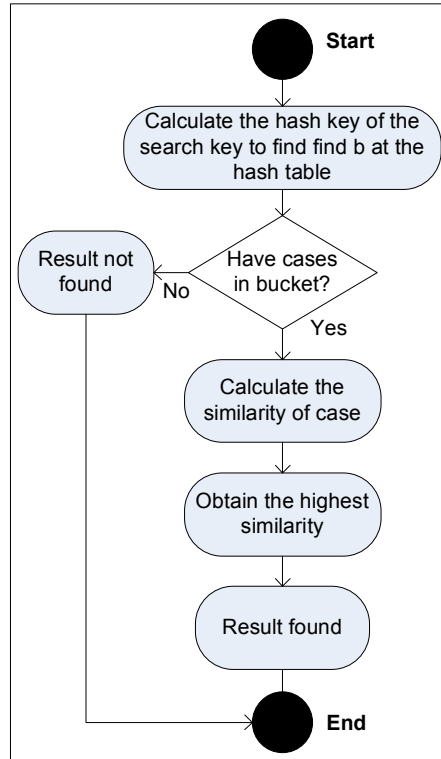 Start
Calculate the hash key of the
search key to find find b at the
hash table
Have cases
in bucket?
No
Result not
found
Yes
Calculate the
similarity of case
Obtain the highest
similarity
Result found
End